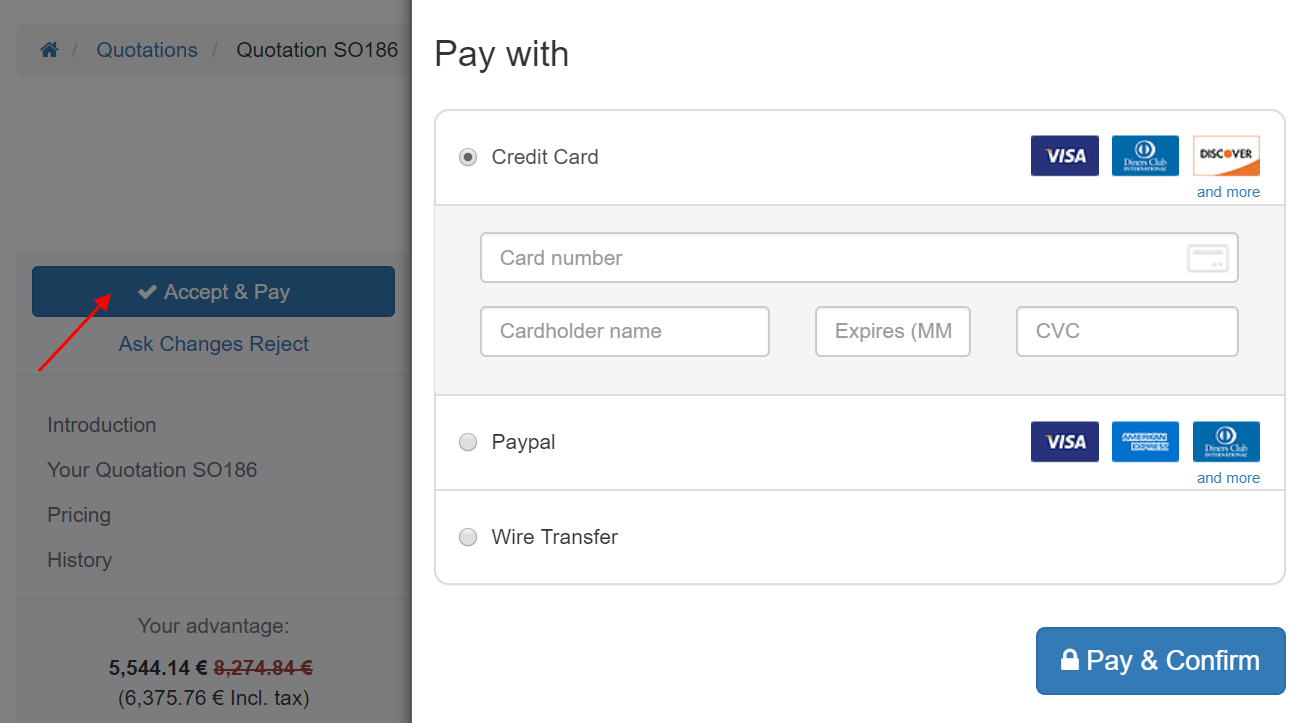 / Quotations / Quotation SO186
Accept & Pay
Ask Changes Reject
Introduction
Your Quotation SO186
Pricing
History
Your advantage:
5,544.14 € 8,274.84 €
(6,375.76 € Incl. tax)
Pay with
Credit Card
VISA
Diners Club
INTERNATIONAL
DISCOVER
and more
Card number
Cardholder name
Expires (MM
CVC
Paypal
VISA
AMERICAN
EXPRESS
Diners Club
INTERNATIONAL
and more
Wire Transfer
Pay & Confirm